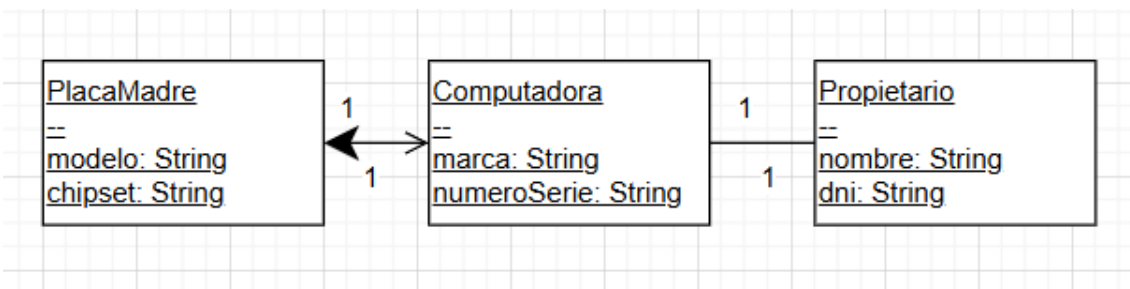 PlacaMadre
--
modelo: String
chipset: String
1
1
Computadora
--
marca: String
numeroSerie: String
1
1
Propietario
--
nombre: String
dni: String